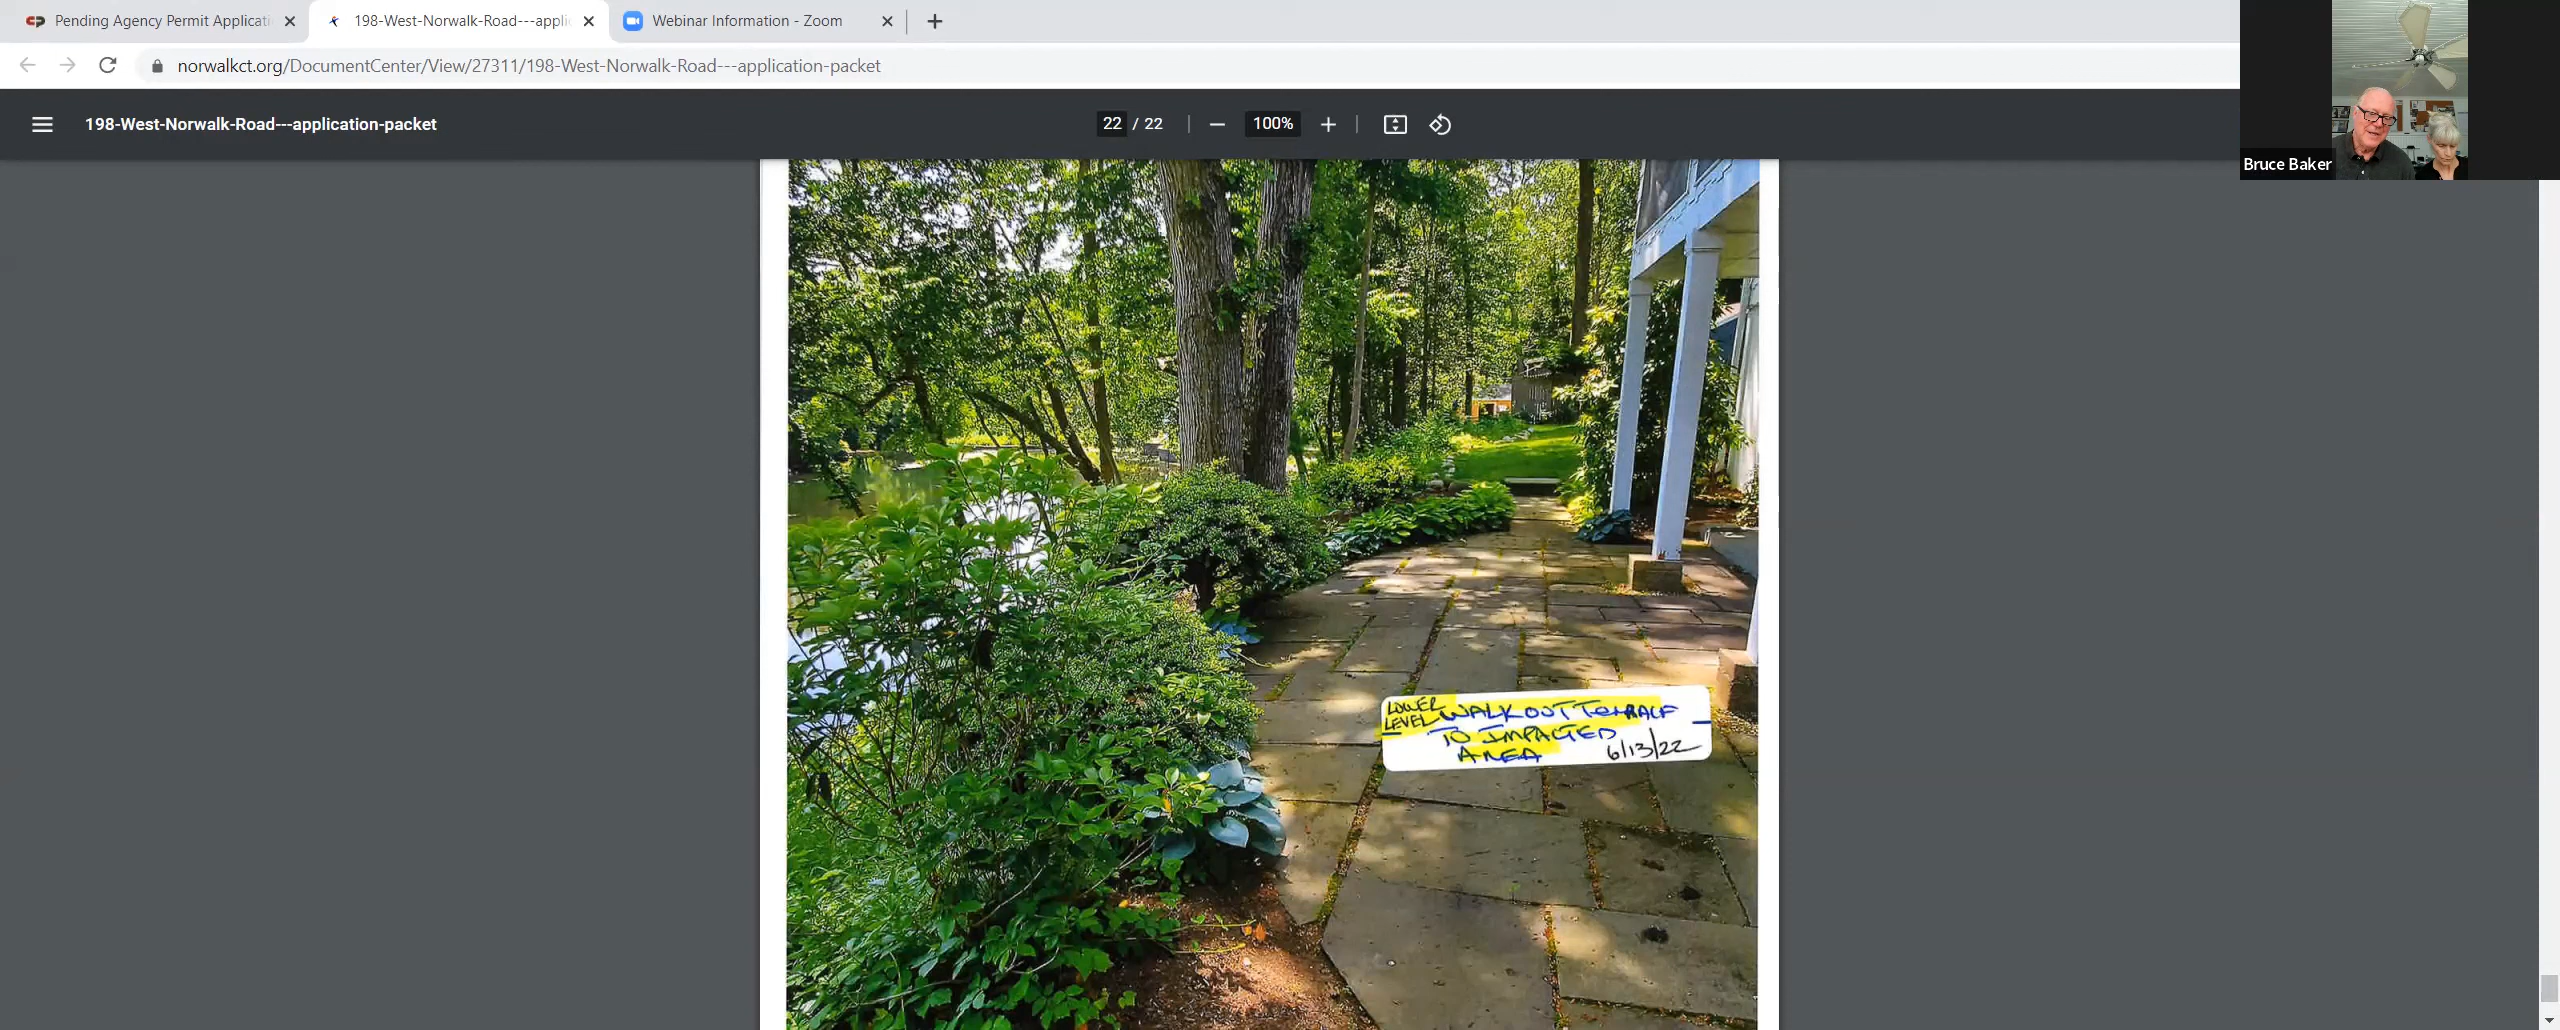 Pending Agency Permit Applicati
198-West-Norwalk-Road---appli
Webinar Information - Zoom
norwalkct.org/DocumentCenter/View/27311/198-West-Norwalk-Road---application-packet
198-West-Norwalk-Road---application-packet
22 / 22
100%
Bruce Baker
LOWER
LEVEL WALKOUT TERRACE
TO IMPACTED
AREA 6/13/22